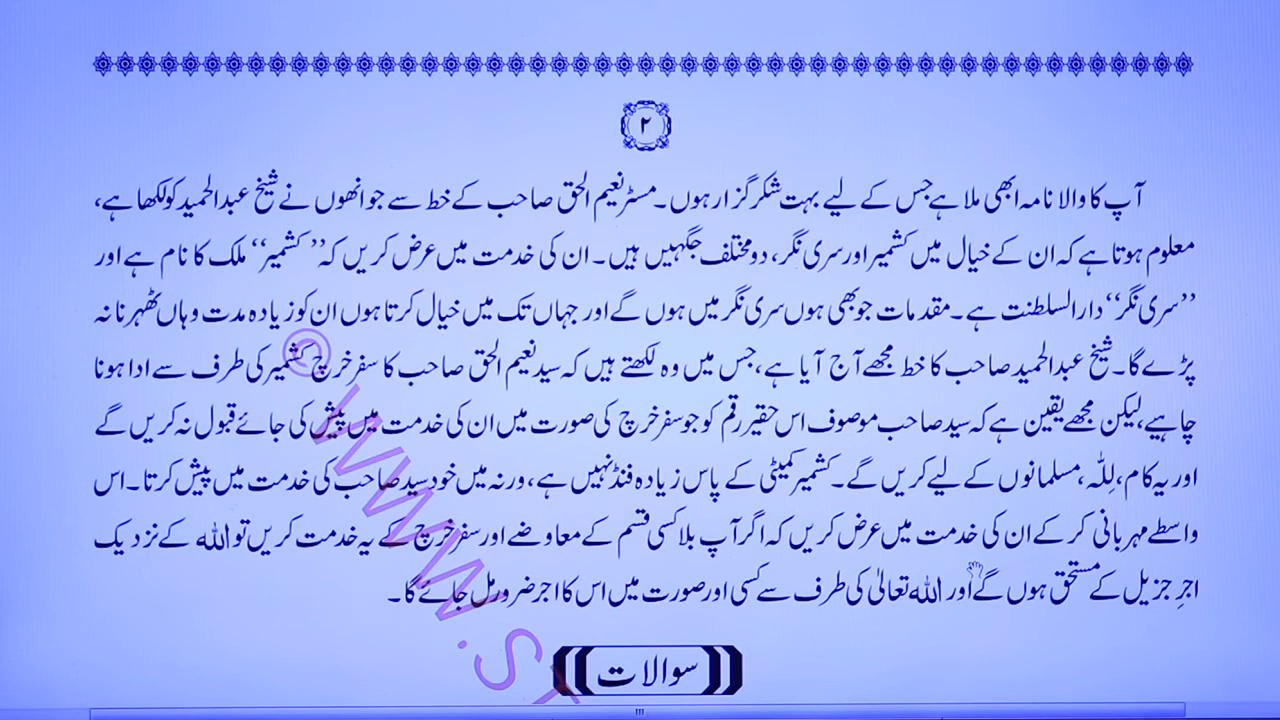 ۲
آپ کا والا نامہ ابھی ملا ہے جس کے لیے بہت شکر گزار ہوں۔ مسٹر نعیم الحق صاحب کے خط سے جو انھوں نے شیخ عبدالحمید کو لکھا ہے،
معلوم ہوتا ہے کہ ان کے خیال میں کشمیر اور سری نگر، دو مختلف جگہیں ہیں۔ ان کی خدمت میں عرض کریں کہ ’’کشمیر‘‘ ملک کا نام ہے اور
’’سری نگر‘‘ دارالسلطنت ہے۔ مقدمات جو بھی ہوں سری نگر میں ہوں گے اور جہاں تک میں خیال کرتا ہوں ان کو زیادہ مدت وہاں ٹھہرنا نہ
پڑے گا۔ شیخ عبدالحمید صاحب کا خط مجھے آج آیا ہے، جس میں وہ لکھتے ہیں کہ سید نعیم الحق صاحب کا سفر خرچ کشمیر کی طرف سے ادا ہونا
چاہیے، لیکن مجھے یقین ہے کہ سید صاحب موصوف اس حقیر رقم کو جو سفر خرچ کی صورت میں ان کی خدمت میں پیش کی جائے قبول نہ کریں گے
اور یہ کام، لِلّٰہ، مسلمانوں کے لیے کریں گے۔ کشمیر کمیٹی کے پاس زیادہ فنڈ نہیں ہے، ورنہ میں خود سید صاحب کی خدمت میں پیش کرتا۔ اس
واسطے مہربانی کر کے ان کی خدمت میں عرض کریں کہ اگر آپ بلا کسی قسم کے معاوضے اور سفر خرچ کے یہ خدمت کریں تو اللہ کے نزدیک
اجرِ جزیل کے مستحق ہوں گے اور اللہ تعالیٰ کی طرف سے کسی اور صورت میں اس کا اجر ضرور مل جائے گا۔
سوالات
© WWW.S